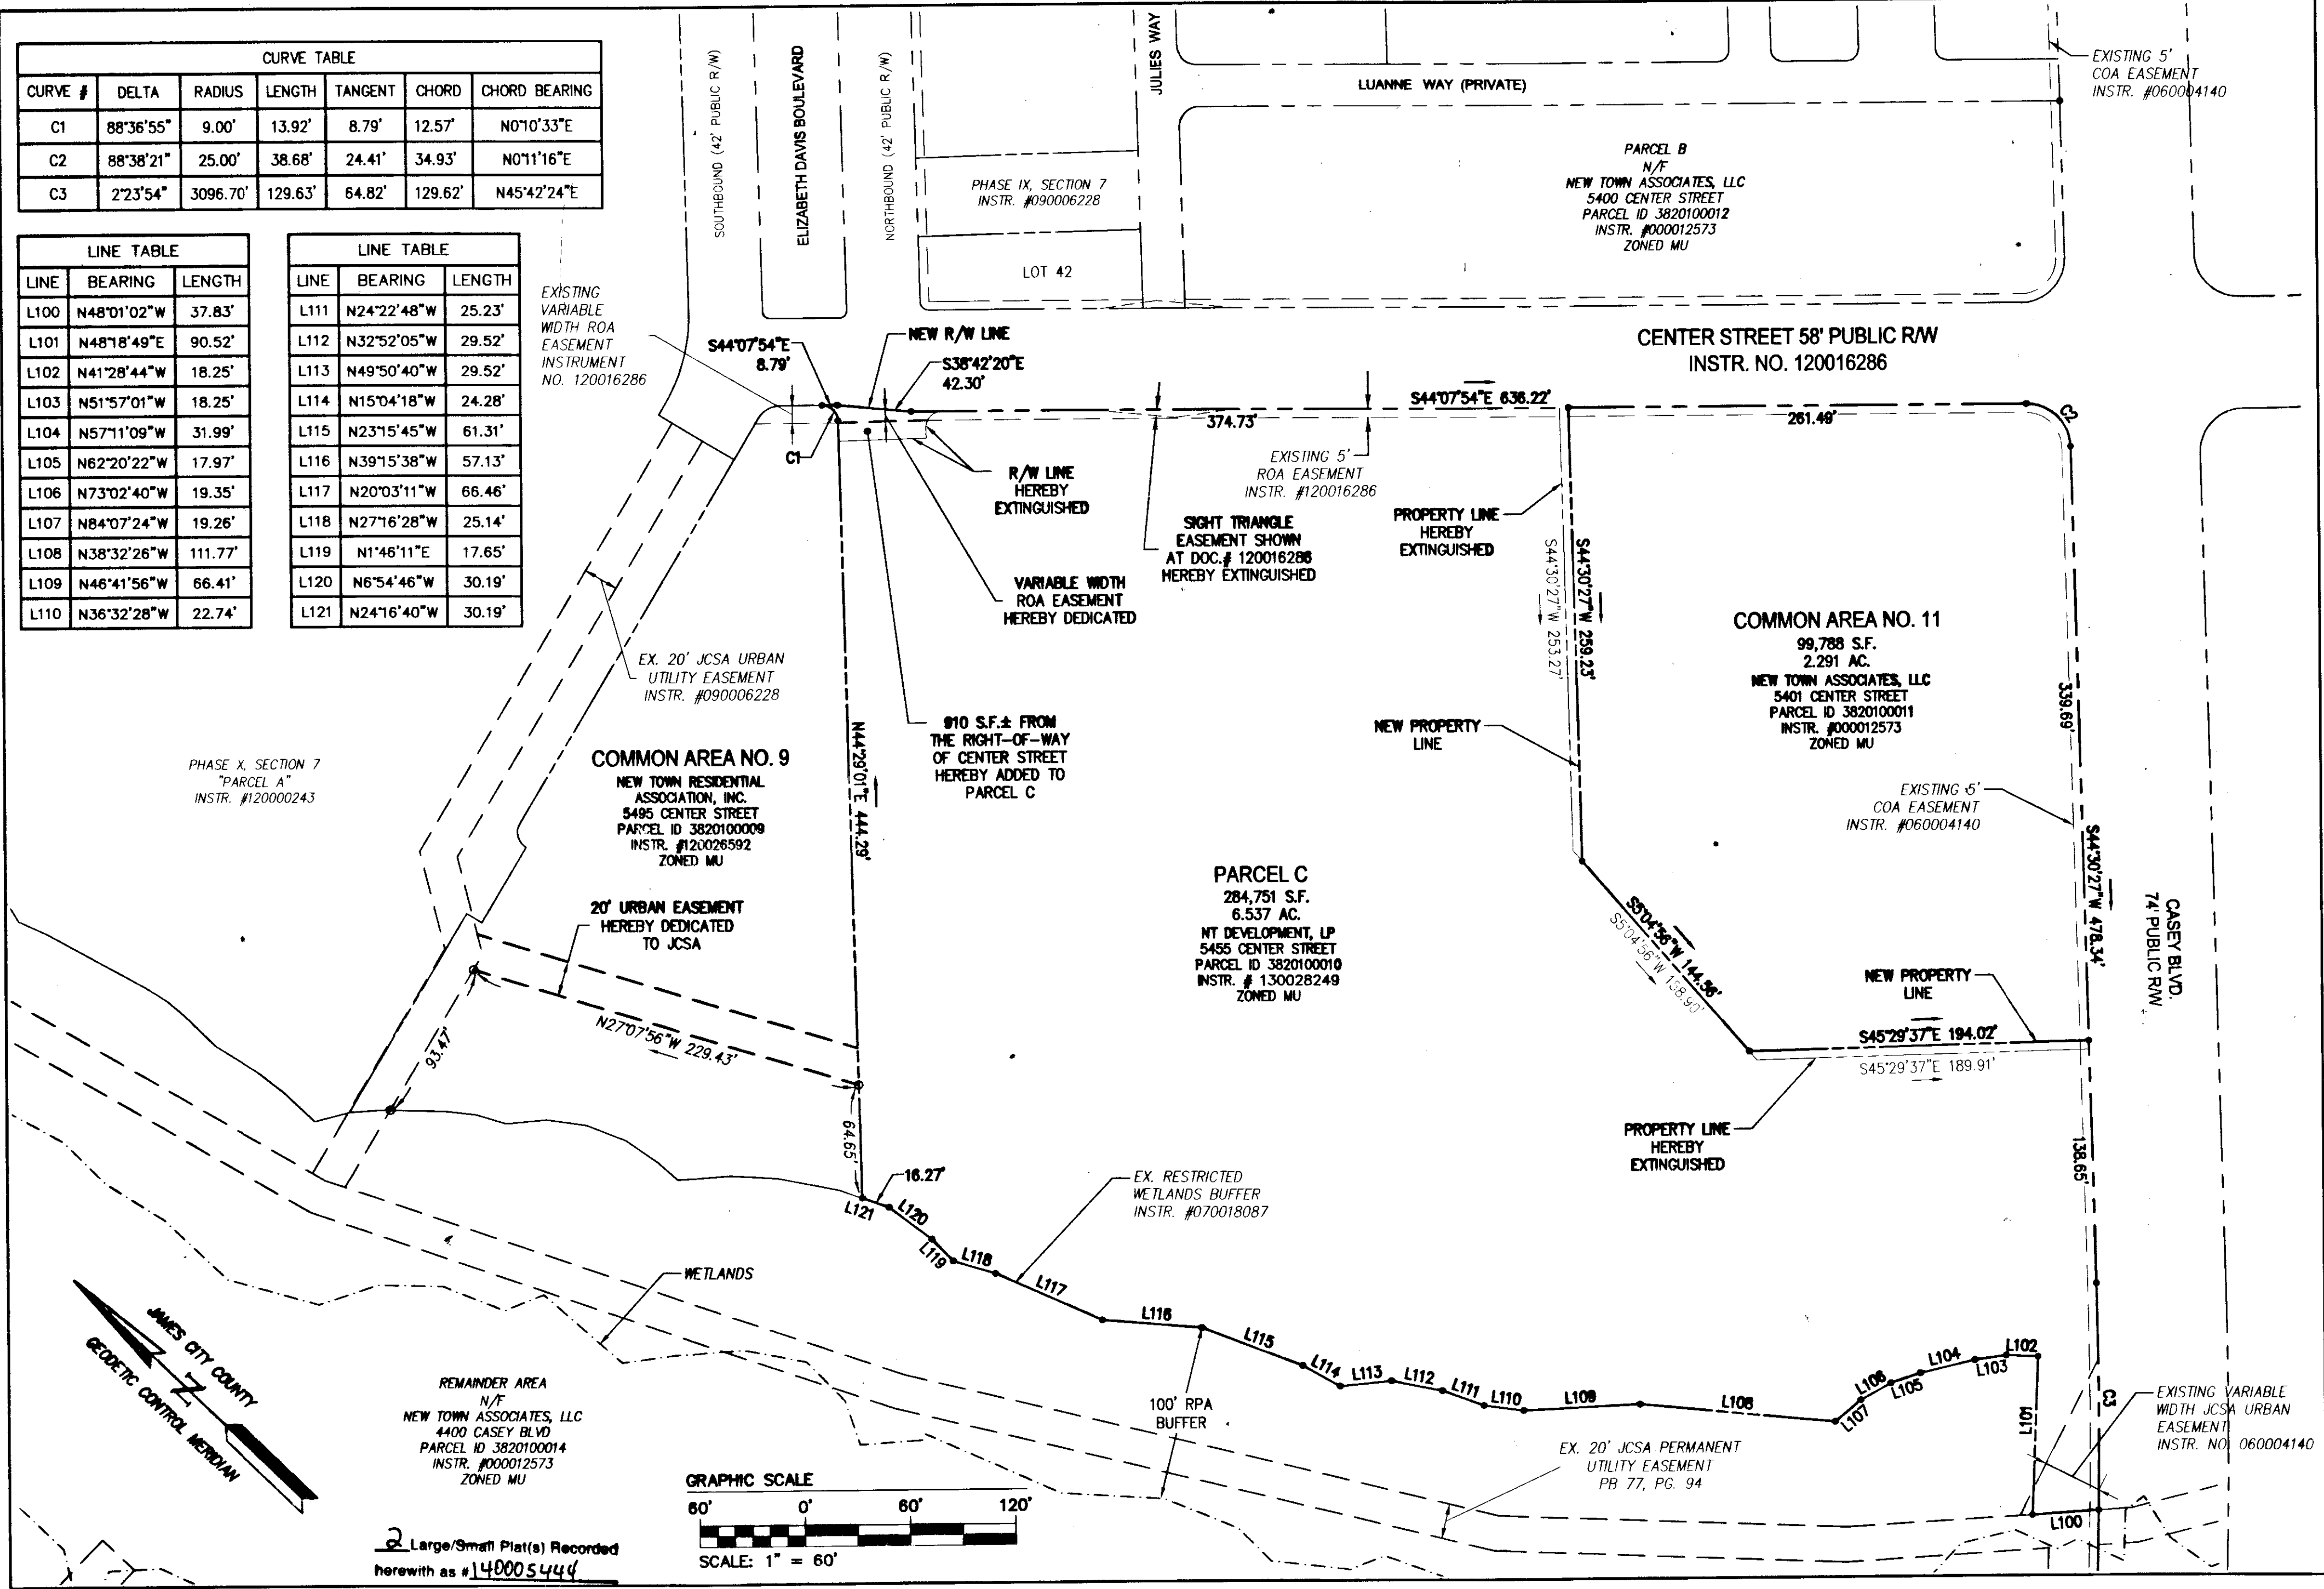 CURVE TABLE
CURVE # DELTA RADIUS LENGTH TANGENT CHORD CHORD BEARING
C1 88°36'55" 9.00' 13.92' 8.79' 12.57' N0°10'33"E
C2 88°38'21" 25.00' 38.68' 24.41' 34.93' N0°11'16"E
C3 2°23'54" 3096.70' 129.63' 64.82' 129.62' N45°42'24"E
LINE TABLE
LINE BEARING LENGTH
L100 N48°01'02"W 37.83'
L101 N48°18'49"E 90.52'
L102 N41°28'44"W 18.25'
L103 N51°57'01"W 18.25'
L104 N57°11'09"W 31.99'
L105 N62°20'22"W 17.97'
L106 N73°02'40"W 19.35'
L107 N84°07'24"W 19.26'
L108 N38°32'26"W 111.77'
L109 N46°41'56"W 66.41'
L110 N36°32'28"W 22.74'
LINE TABLE
LINE BEARING LENGTH
L111 N24°22'48"W 25.23'
L112 N32°52'05"W 29.52'
L113 N49°50'40"W 29.52'
L114 N15°04'18"W 24.28'
L115 N23°15'45"W 61.31'
L116 N39°15'38"W 57.13'
L117 N20°03'11"W 66.46'
L118 N27°16'28"W 25.14'
L119 N1°46'11"E 17.65'
L120 N6°54'46"W 30.19'
L121 N24°16'40"W 30.19'
SOUTHBOUND (42' PUBLIC R/W)
ELIZABETH DAVIS BOULEVARD
NORTHBOUND (42' PUBLIC R/W)
JULIES WAY
LUANNE WAY (PRIVATE)
EXISTING 5'
COA EASEMENT
INSTR. #060004140
PHASE IX, SECTION 7
INSTR. #090006228
LOT 42
PARCEL B
N/F
NEW TOWN ASSOCIATES, LLC
5400 CENTER STREET
PARCEL ID 3820100012
INSTR. #000012573
ZONED MU
EXISTING
VARIABLE
WIDTH ROA
EASEMENT
INSTRUMENT
NO. 120016286
S44°07'54"E
8.79'
NEW R/W LINE
S38°42'20"E
42.30'
CENTER STREET 58' PUBLIC R/W
INSTR. NO. 120016286
S44°07'54"E 636.22'
374.73'
261.49'
C2
C1
R/W LINE
HEREBY
EXTINGUISHED
EXISTING 5'
ROA EASEMENT
INSTR. #120016286
SIGHT TRIANGLE
EASEMENT SHOWN
AT DOC.# 120016286
HEREBY EXTINGUISHED
PROPERTY LINE
HEREBY
EXTINGUISHED
S44°30'27"W 253.27'
S44°30'27"W 259.23'
VARIABLE WIDTH
ROA EASEMENT
HEREBY DEDICATED
COMMON AREA NO. 11
99,788 S.F.
2.291 AC.
NEW TOWN ASSOCIATES, LLC
5401 CENTER STREET
PARCEL ID 3820100011
INSTR. #000012573
ZONED MU
339.69'
EX. 20' JCSA URBAN
UTILITY EASEMENT
INSTR. #090006228
910 S.F.± FROM
THE RIGHT-OF-WAY
OF CENTER STREET
HEREBY ADDED TO
PARCEL C
NEW PROPERTY
LINE
N44°29'01"E 444.29'
PHASE X, SECTION 7
"PARCEL A"
INSTR. #120000243
COMMON AREA NO. 9
NEW TOWN RESIDENTIAL
ASSOCIATION, INC.
5495 CENTER STREET
PARCEL ID 3820100009
INSTR. #120026592
ZONED MU
EXISTING 5'
COA EASEMENT
INSTR. #060004140
S44°30'27"W 478.34'
CASEY BLVD.
74' PUBLIC R/W
PARCEL C
284,751 S.F.
6.537 AC.
NT DEVELOPMENT, LP
5455 CENTER STREET
PARCEL ID 3820100010
INSTR. # 130028249
ZONED MU
20' URBAN EASEMENT
HEREBY DEDICATED
TO JCSA
S5°04'56"W 144.56'
S5°04'56"W 138.90'
NEW PROPERTY
LINE
S45°29'37"E 194.02'
S45°29'37"E 189.91'
N27°07'56"W 229.43'
93.47'
64.65'
PROPERTY LINE
HEREBY
EXTINGUISHED
138.65'
16.27'
EX. RESTRICTED
WETLANDS BUFFER
INSTR. #070018087
L121
L120
L119
L118
L117
L116
L115
L114
L113
L112
L111
L110
L109
L108
L107
L106
L105
L104
L103
L102
L101
C3
L100
WETLANDS
JAMES CITY COUNTY
N
GEODETIC CONTROL MERIDIAN
REMAINDER AREA
N/F
NEW TOWN ASSOCIATES, LLC
4400 CASEY BLVD
PARCEL ID 3820100014
INSTR. #000012573
ZONED MU
100' RPA
BUFFER
EX. 20' JCSA PERMANENT
UTILITY EASEMENT
PB 77, PG. 94
EXISTING VARIABLE
WIDTH JCSA URBAN
EASEMENT
INSTR. NO. 060004140
GRAPHIC SCALE
60' 0' 60' 120'
SCALE: 1" = 60'
2 Large/Small Plat(s) Recorded
herewith as # 140005444